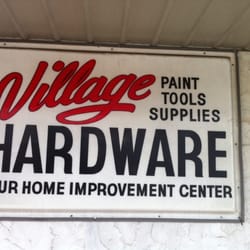 Village
PAINT
TOOLS
SUPPLIES
HARDWARE
UR HOME IMPROVEMENT CENTER